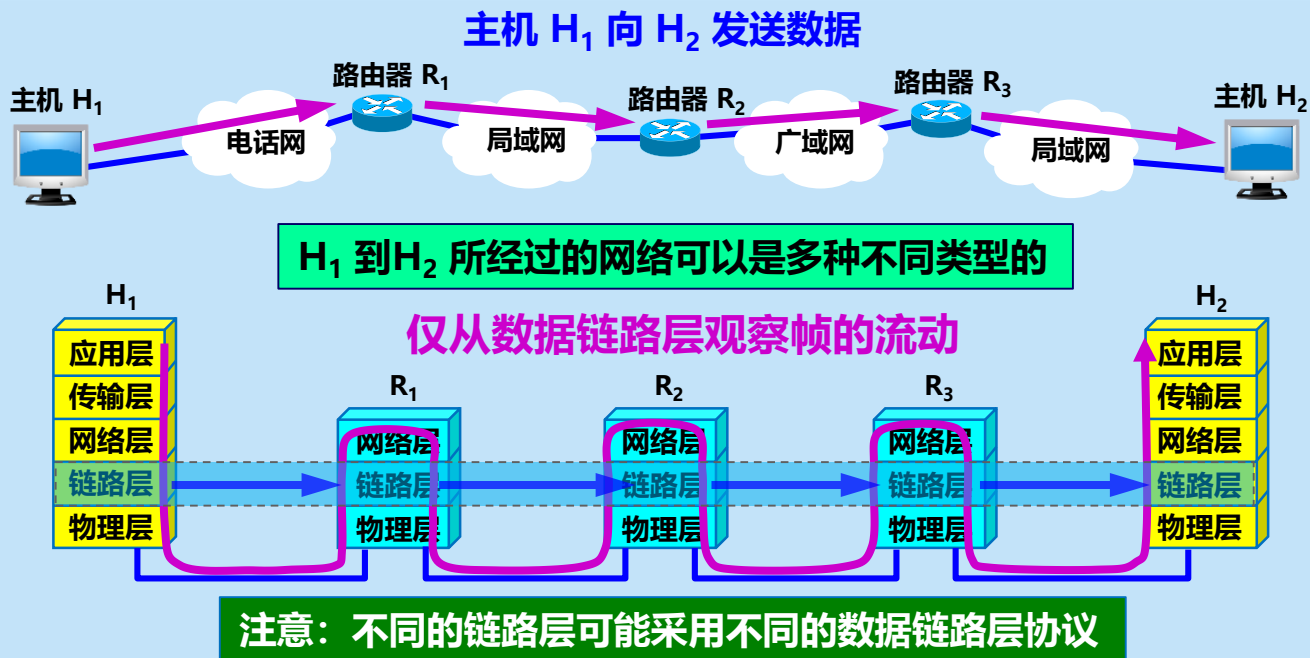 主机 H₁ 向 H₂ 发送数据
主机 H₁
路由器 R₁
路由器 R₂
路由器 R₃
主机 H₂
电话网
局域网
广域网
局域网
H₁ 到H₂ 所经过的网络可以是多种不同类型的
仅从数据链路层观察帧的流动
H₁
应用层
传输层
网络层
链路层
物理层
R₁
网络层
链路层
物理层
R₂
网络层
链路层
物理层
R₃
网络层
链路层
物理层
H₂
应用层
传输层
网络层
链路层
物理层
注意：不同的链路层可能采用不同的数据链路层协议